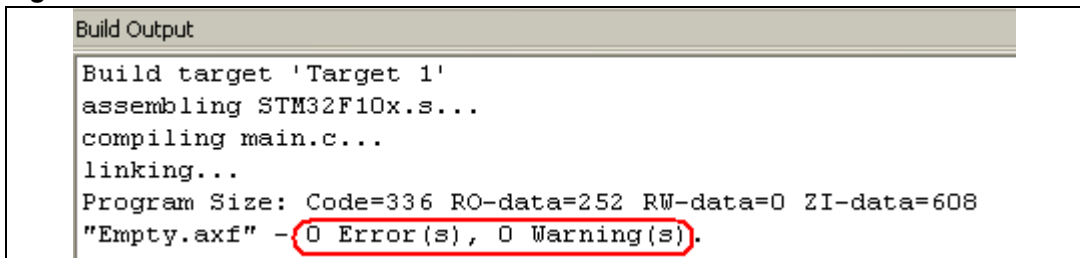 Build Output
Build target 'Target 1'
assembling STM32F10x.s...
compiling main.c...
linking...
Program Size: Code=336 RO-data=252 RW-data=0 ZI-data=608
"Empty.axf" - 0 Error(s), 0 Warning(s).